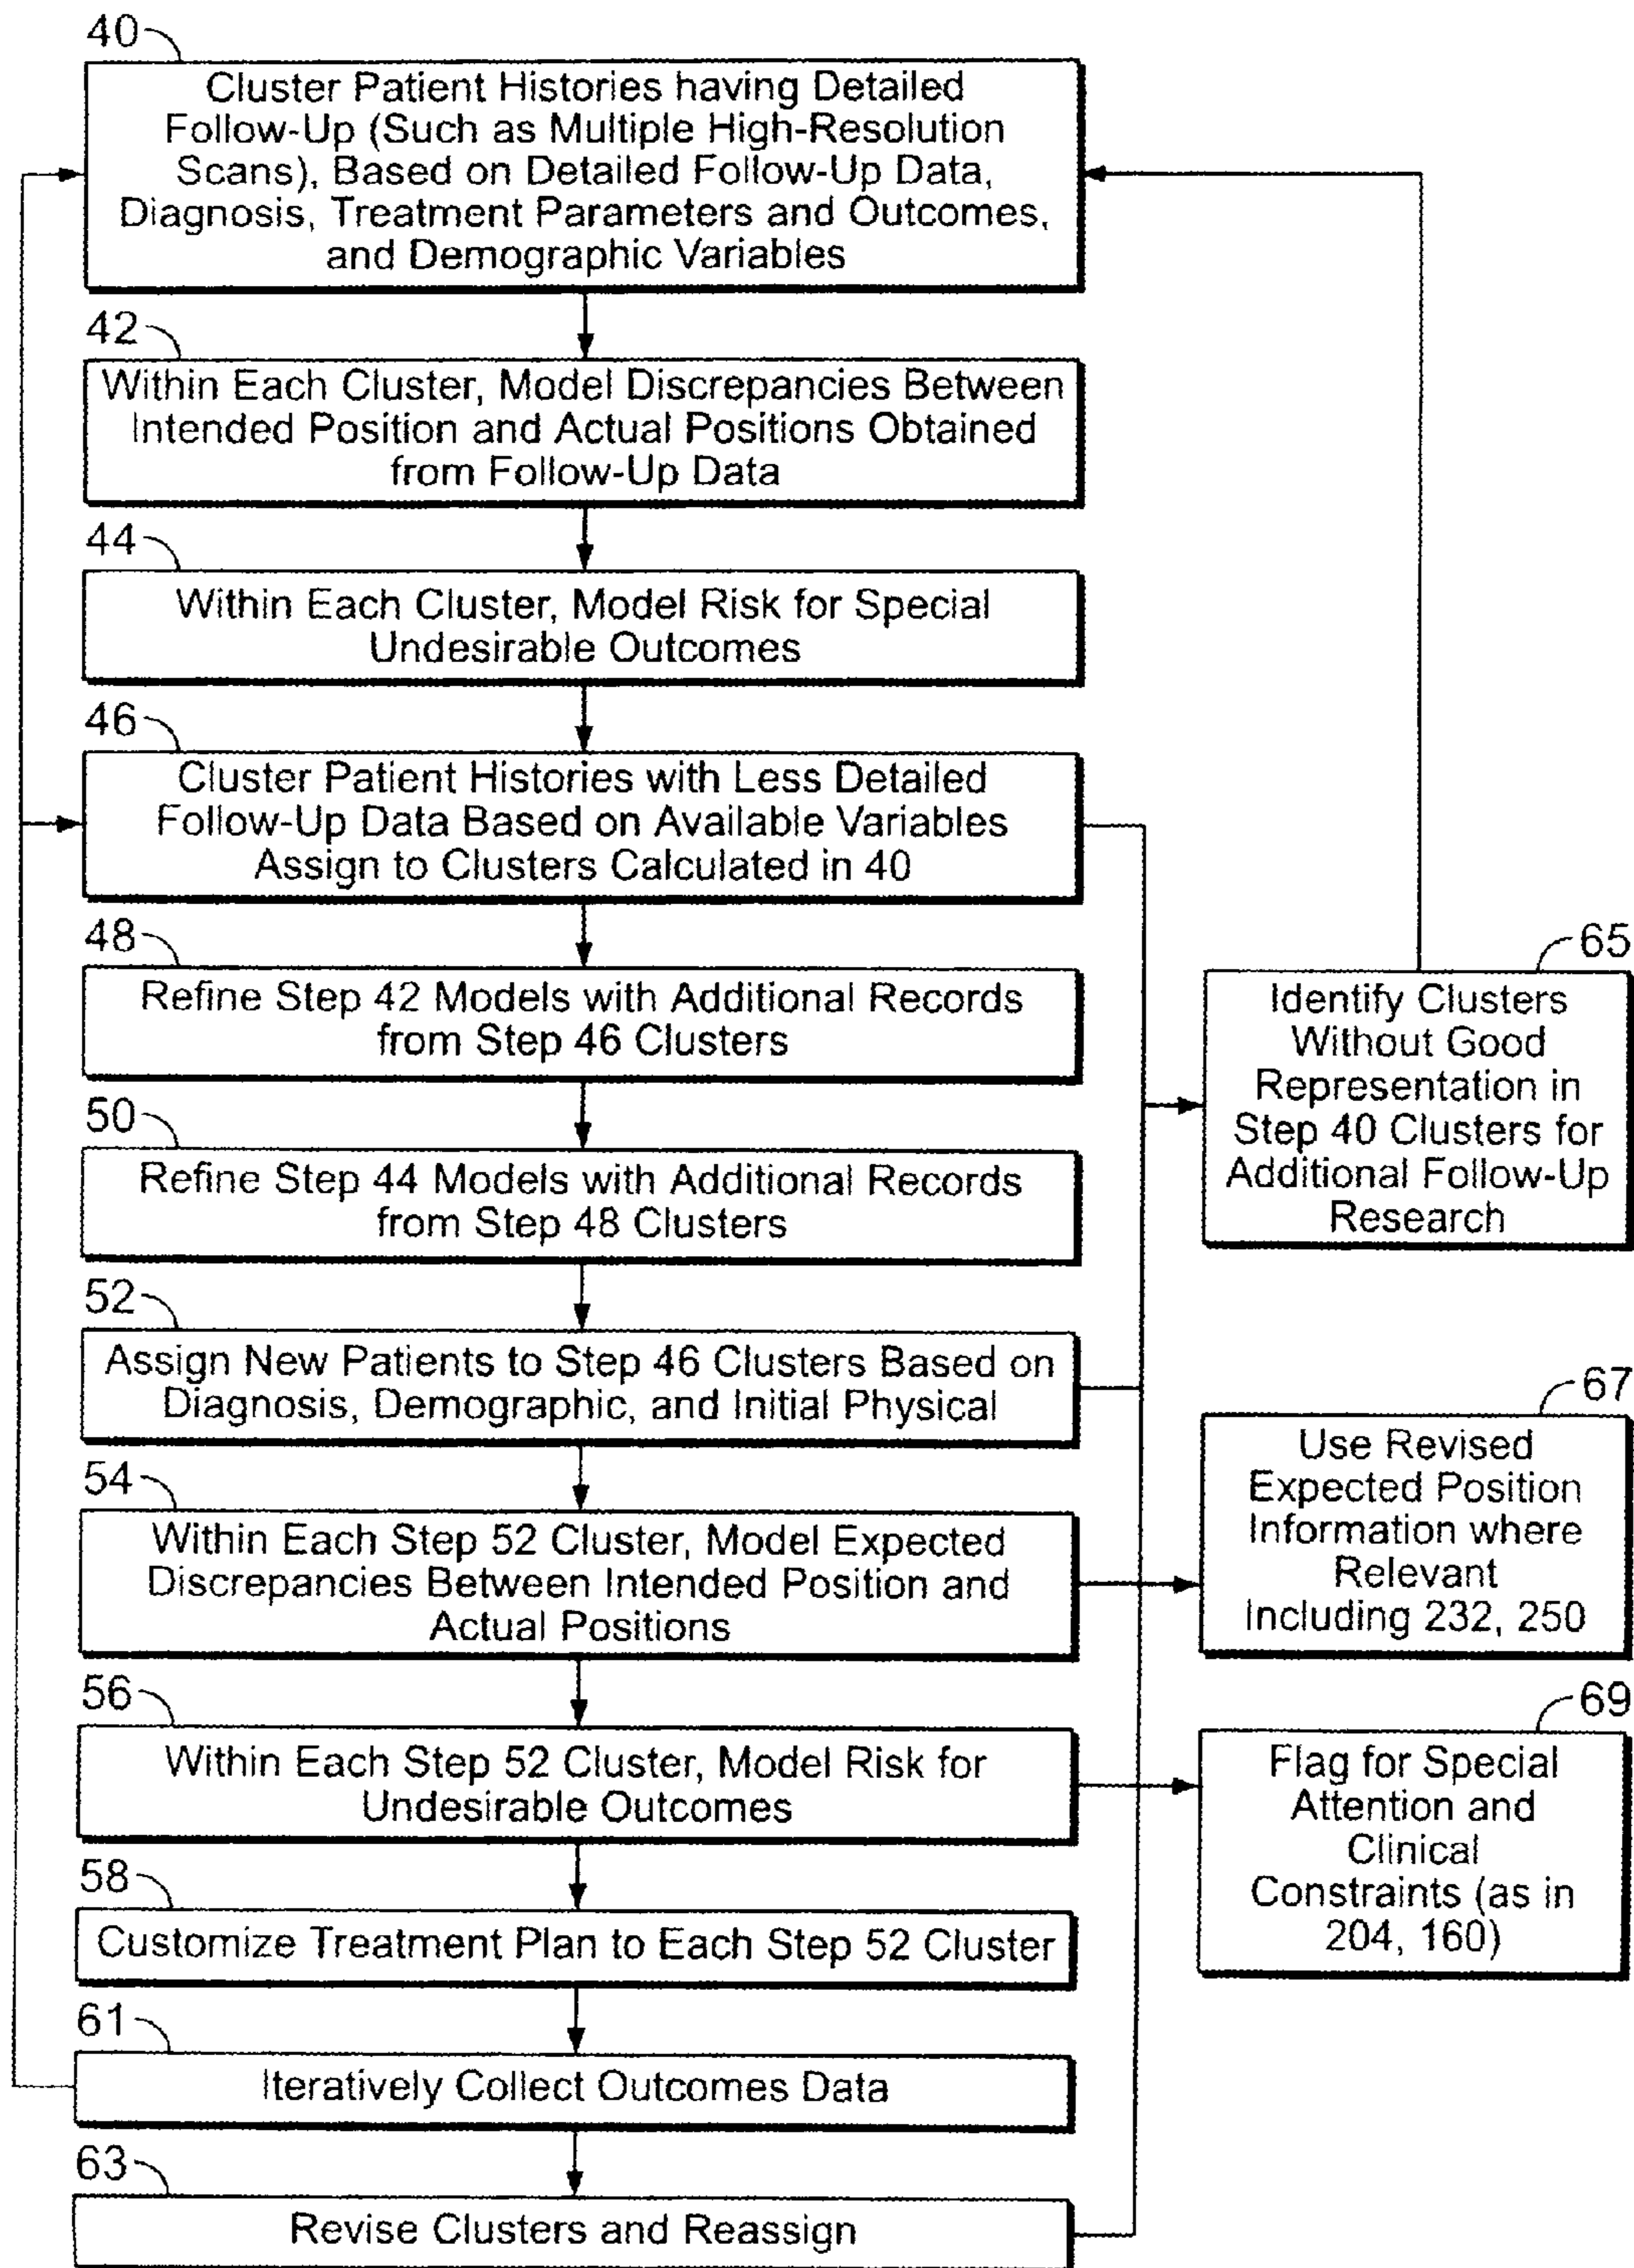 40
Cluster Patient Histories having Detailed
Follow-Up (Such as Multiple High-Resolution
Scans), Based on Detailed Follow-Up Data,
Diagnosis, Treatment Parameters and Outcomes,
and Demographic Variables
42
Within Each Cluster, Model Discrepancies Between
Intended Position and Actual Positions Obtained
from Follow-Up Data
44
Within Each Cluster, Model Risk for Special
Undesirable Outcomes
46
Cluster Patient Histories with Less Detailed
Follow-Up Data Based on Available Variables
Assign to Clusters Calculated in 40
48
Refine Step 42 Models with Additional Records
from Step 46 Clusters
50
Refine Step 44 Models with Additional Records
from Step 48 Clusters
52
Assign New Patients to Step 46 Clusters Based on
Diagnosis, Demographic, and Initial Physical
54
Within Each Step 52 Cluster, Model Expected
Discrepancies Between Intended Position and
Actual Positions
56
Within Each Step 52 Cluster, Model Risk for
Undesirable Outcomes
58
Customize Treatment Plan to Each Step 52 Cluster
61
Iteratively Collect Outcomes Data
63
Revise Clusters and Reassign
65
Identify Clusters
Without Good
Representation in
Step 40 Clusters for
Additional Follow-Up
Research
67
Use Revised
Expected Position
Information where
Relevant
Including 232, 250
69
Flag for Special
Attention and
Clinical
Constraints (as in
204, 160)